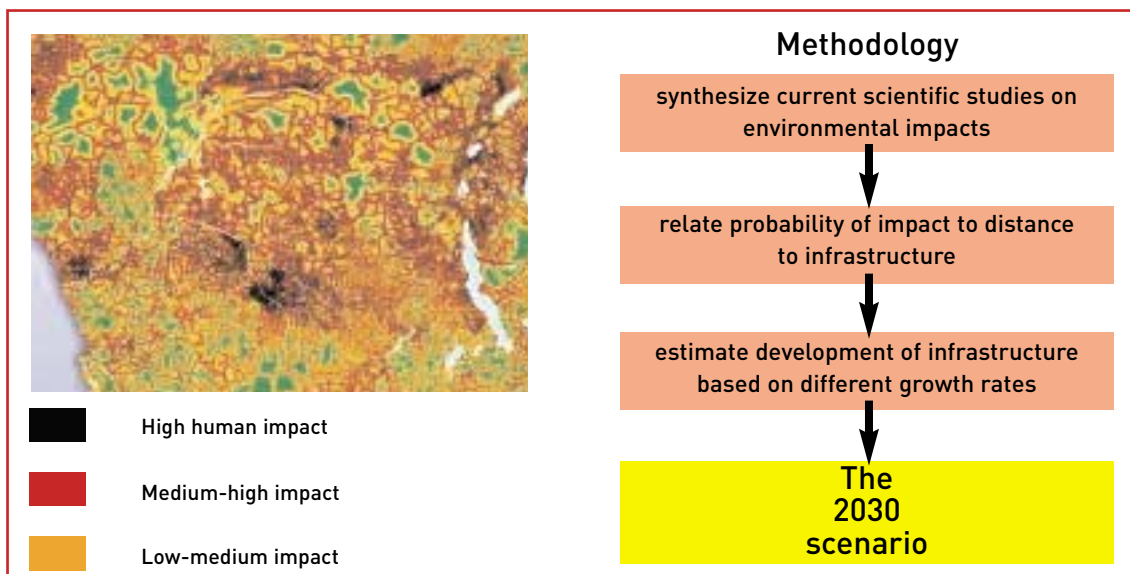 High human impact
Medium-high impact
Low-medium impact
Methodology
synthesize current scientific studies on
environmental impacts
relate probability of impact to distance
to infrastructure
estimate development of infrastructure
based on different growth rates
The
2030
scenario